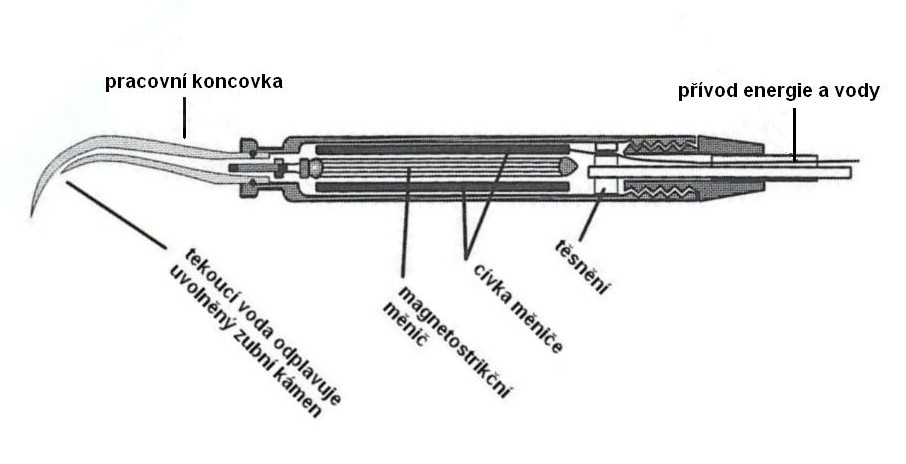 pracovní koncovka
přívod energie a vody
tekoucí voda odplavuje
uvolněný zubní kámen
magnetostrikční
měnič
cívka měniče
těsnění